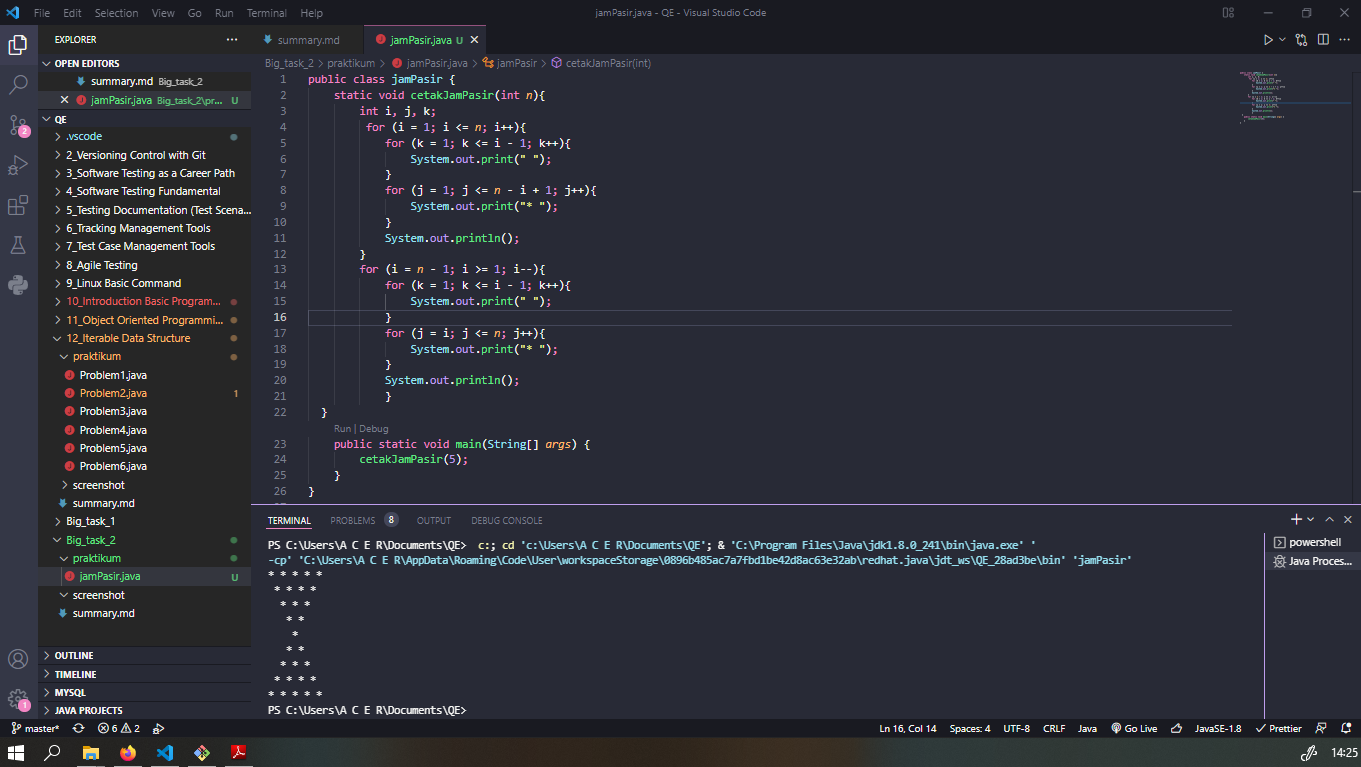 File Edit Selection View Go Run Terminal Help
jamPasir.java - QE - Visual Studio Code
EXPLORER
OPEN EDITORS
summary.md Big_task_2
jamPasir.java Big_task_2\pr... U
QE
.vscode
2_Versioning Control with Git
3_Software Testing as a Career Path
4_Software Testing Fundamental
5_Testing Documentation (Test Scena...
6_Tracking Management Tools
7_Test Case Management Tools
8_Agile Testing
9_Linux Basic Command
10_Introduction Basic Program...
11_Object Oriented Programmi...
12_Iterable Data Structure
praktikum
Problem1.java
Problem2.java 1
Problem3.java
Problem4.java
Problem5.java
Problem6.java
screenshot
summary.md
Big_task_1
Big_task_2
praktikum
jamPasir.java U
screenshot
summary.md
OUTLINE
TIMELINE
MYSQL
JAVA PROJECTS
2
1
summary.md
jamPasir.java U
Big_task_2 > praktikum > jamPasir.java > jamPasir > cetakJamPasir(int)
1 public class jamPasir {
2 static void cetakJamPasir(int n){
3 int i, j, k;
4 for (i = 1; i <= n; i++){
5 for (k = 1; k <= i - 1; k++){
6 System.out.print(" ");
7 }
8 for (j = 1; j <= n - i + 1; j++){
9 System.out.print("* ");
10 }
11 System.out.println();
12 }
13 for (i = n - 1; i >= 1; i--){
14 for (k = 1; k <= i - 1; k++){
15 System.out.print(" ");
16 }
17 for (j = i; j <= n; j++){
18 System.out.print("* ");
19 }
20 System.out.println();
21 }
22 }
Run | Debug
23 public static void main(String[] args) {
24 cetakJamPasir(5);
25 }
26 }
TERMINAL PROBLEMS 8 OUTPUT DEBUG CONSOLE
PS C:\Users\A C E R\Documents\QE> c:; cd 'c:\Users\A C E R\Documents\QE'; & 'C:\Program Files\Java\jdk1.8.0_241\bin\java.exe' '
-cp' 'C:\Users\A C E R\AppData\Roaming\Code\User\workspaceStorage\0896b485ac7a7fbd1be42d8ac63e32ab\redhat.java\jdt_ws\QE_28ad3be\bin' 'jamPasir'
* * * * *
 * * * *
  * * *
   * *
    *
   * *
  * * *
 * * * *
* * * * *
PS C:\Users\A C E R\Documents\QE>
powershell
Java Proces...
master* 6 2
Ln 16, Col 14 Spaces: 4 UTF-8 CRLF Java Go Live JavaSE-1.8 Prettier
14:25